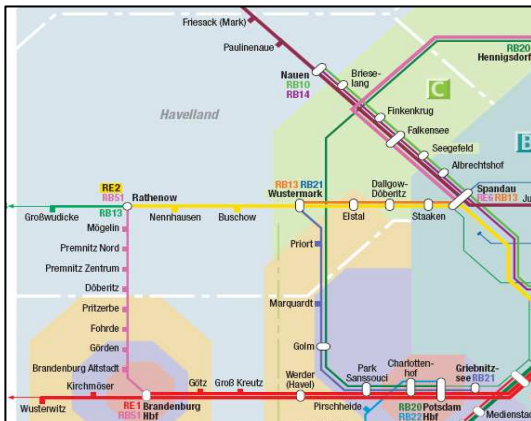 Friesack (Mark)
Paulinenaue
RB20
Hennigsdorf
Nauen
RB10
RB14
Briese-
lang
Havelland
C
Finkenkrug
Falkensee
Seegefeld
B
Albrechtshof
RE2
RB51
Rathenow
RB13
RB13 RB21
Wustermark
Dallgow-
Döberitz
Spandau
RE6 RB13
Ju
Großwudicke
Nennhausen
Buschow
Elstal
Staaken
Mögelin
Premnitz Nord
Priort
Premnitz Zentrum
Döberitz
Marquardt
Pritzerbe
Fohrde
Görden
Golm
Brandenburg Altstadt
Kirchmöser
Götz
Groß Kreutz
Werder
(Havel)
Park
Sanssouci
Charlotten-
hof
Griebnitz-
see RB21
Wusterwitz
RE1
RB51
Brandenburg
Hbf
Pirschheide
RB20
RB22
Potsdam
Hbf
Medienstad